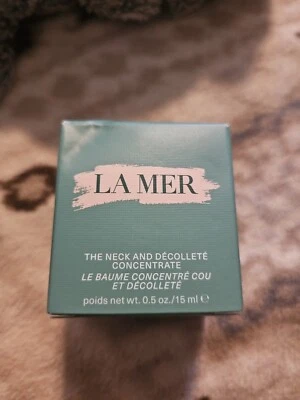 LA MER
THE NECK AND DÉCOLLETÉ
CONCENTRATE
LE BAUME CONCENTRÉ COU
ET DÉCOLLETÉ
poids net wt. 0.5 oz./15 ml ℮